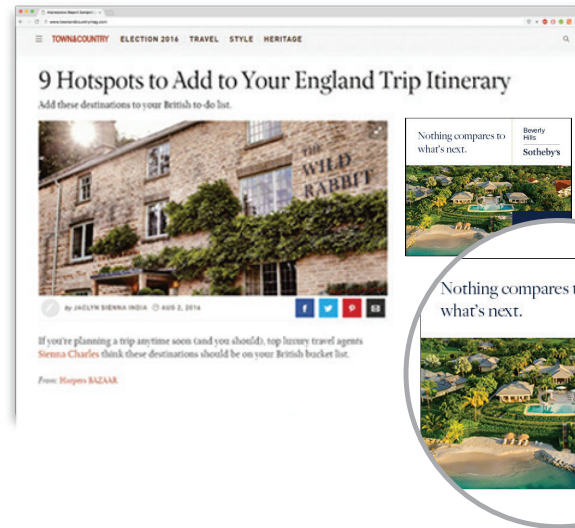 www.townandcountrymag.com
TOWN&COUNTRY ELECTION 2016 TRAVEL STYLE HERITAGE
9 Hotspots to Add to Your England Trip Itinerary
Add these destinations to your British to-do list.
THE
WILD
RABBIT
by JACLYN SIENNA INDIA AUG 2, 2016
If you're planning a trip anytime soon (and you should), top luxury travel agents
Sienna Charles think these destinations should be on your British bucket list.
From: Harpers BAZAAR
Nothing compares to
what's next.
Beverly
Hills
Sotheby's
Nothing compares t
what's next.